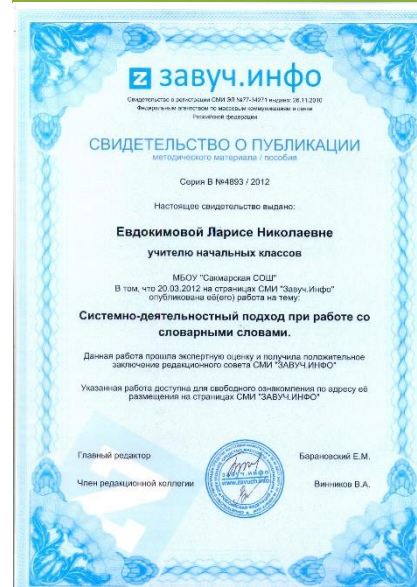 завуч.инфо
Свидетельство о регистрации СМИ ЭЛ №77-34271 выдано: 26.11.2010
Федеральным агентством по массовым коммуникациям и связи
Российской федерации
СВИДЕТЕЛЬСТВО О ПУБЛИКАЦИИ
методического материала / пособия
Серия В №4893 / 2012
Настоящее свидетельство выдано:
Евдокимовой Ларисе Николаевне
учителю начальных классов
МБОУ "Сакмарская СОШ"
В том, что 20.03.2012 на страницах СМИ "Завуч.Инфо"
опубликована её(его) работа на тему:
Системно-деятельностный подход при работе со
словарными словами.
Данная работа прошла экспертную оценку и получила положительное
заключение редакционного совета СМИ "ЗАВУЧ.ИНФО"
Указанная работа доступна для свободного ознакомления по адресу её
размещения на страницах СМИ "ЗАВУЧ.ИНФО"
Главный редактор
Барановский Е.М.
Член редакционной коллегии
Винников В.А.
www.zavuch.info